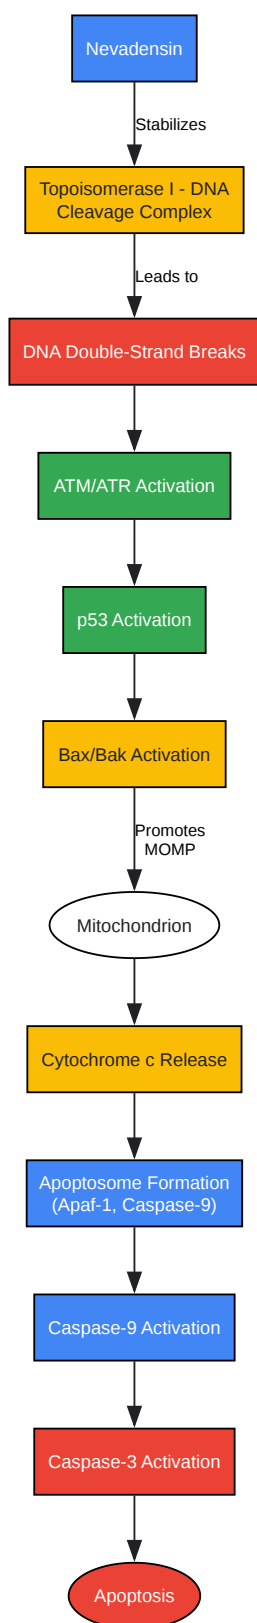 Nevadensin
Stabilizes
Topoisomerase I - DNA
Cleavage Complex
Leads to
DNA Double-Strand Breaks
ATM/ATR Activation
p53 Activation
Bax/Bak Activation
Promotes
MOMP
Mitochondrion
Cytochrome c Release
Apoptosome Formation
(Apaf-1, Caspase-9)
Caspase-9 Activation
Caspase-3 Activation
Apoptosis